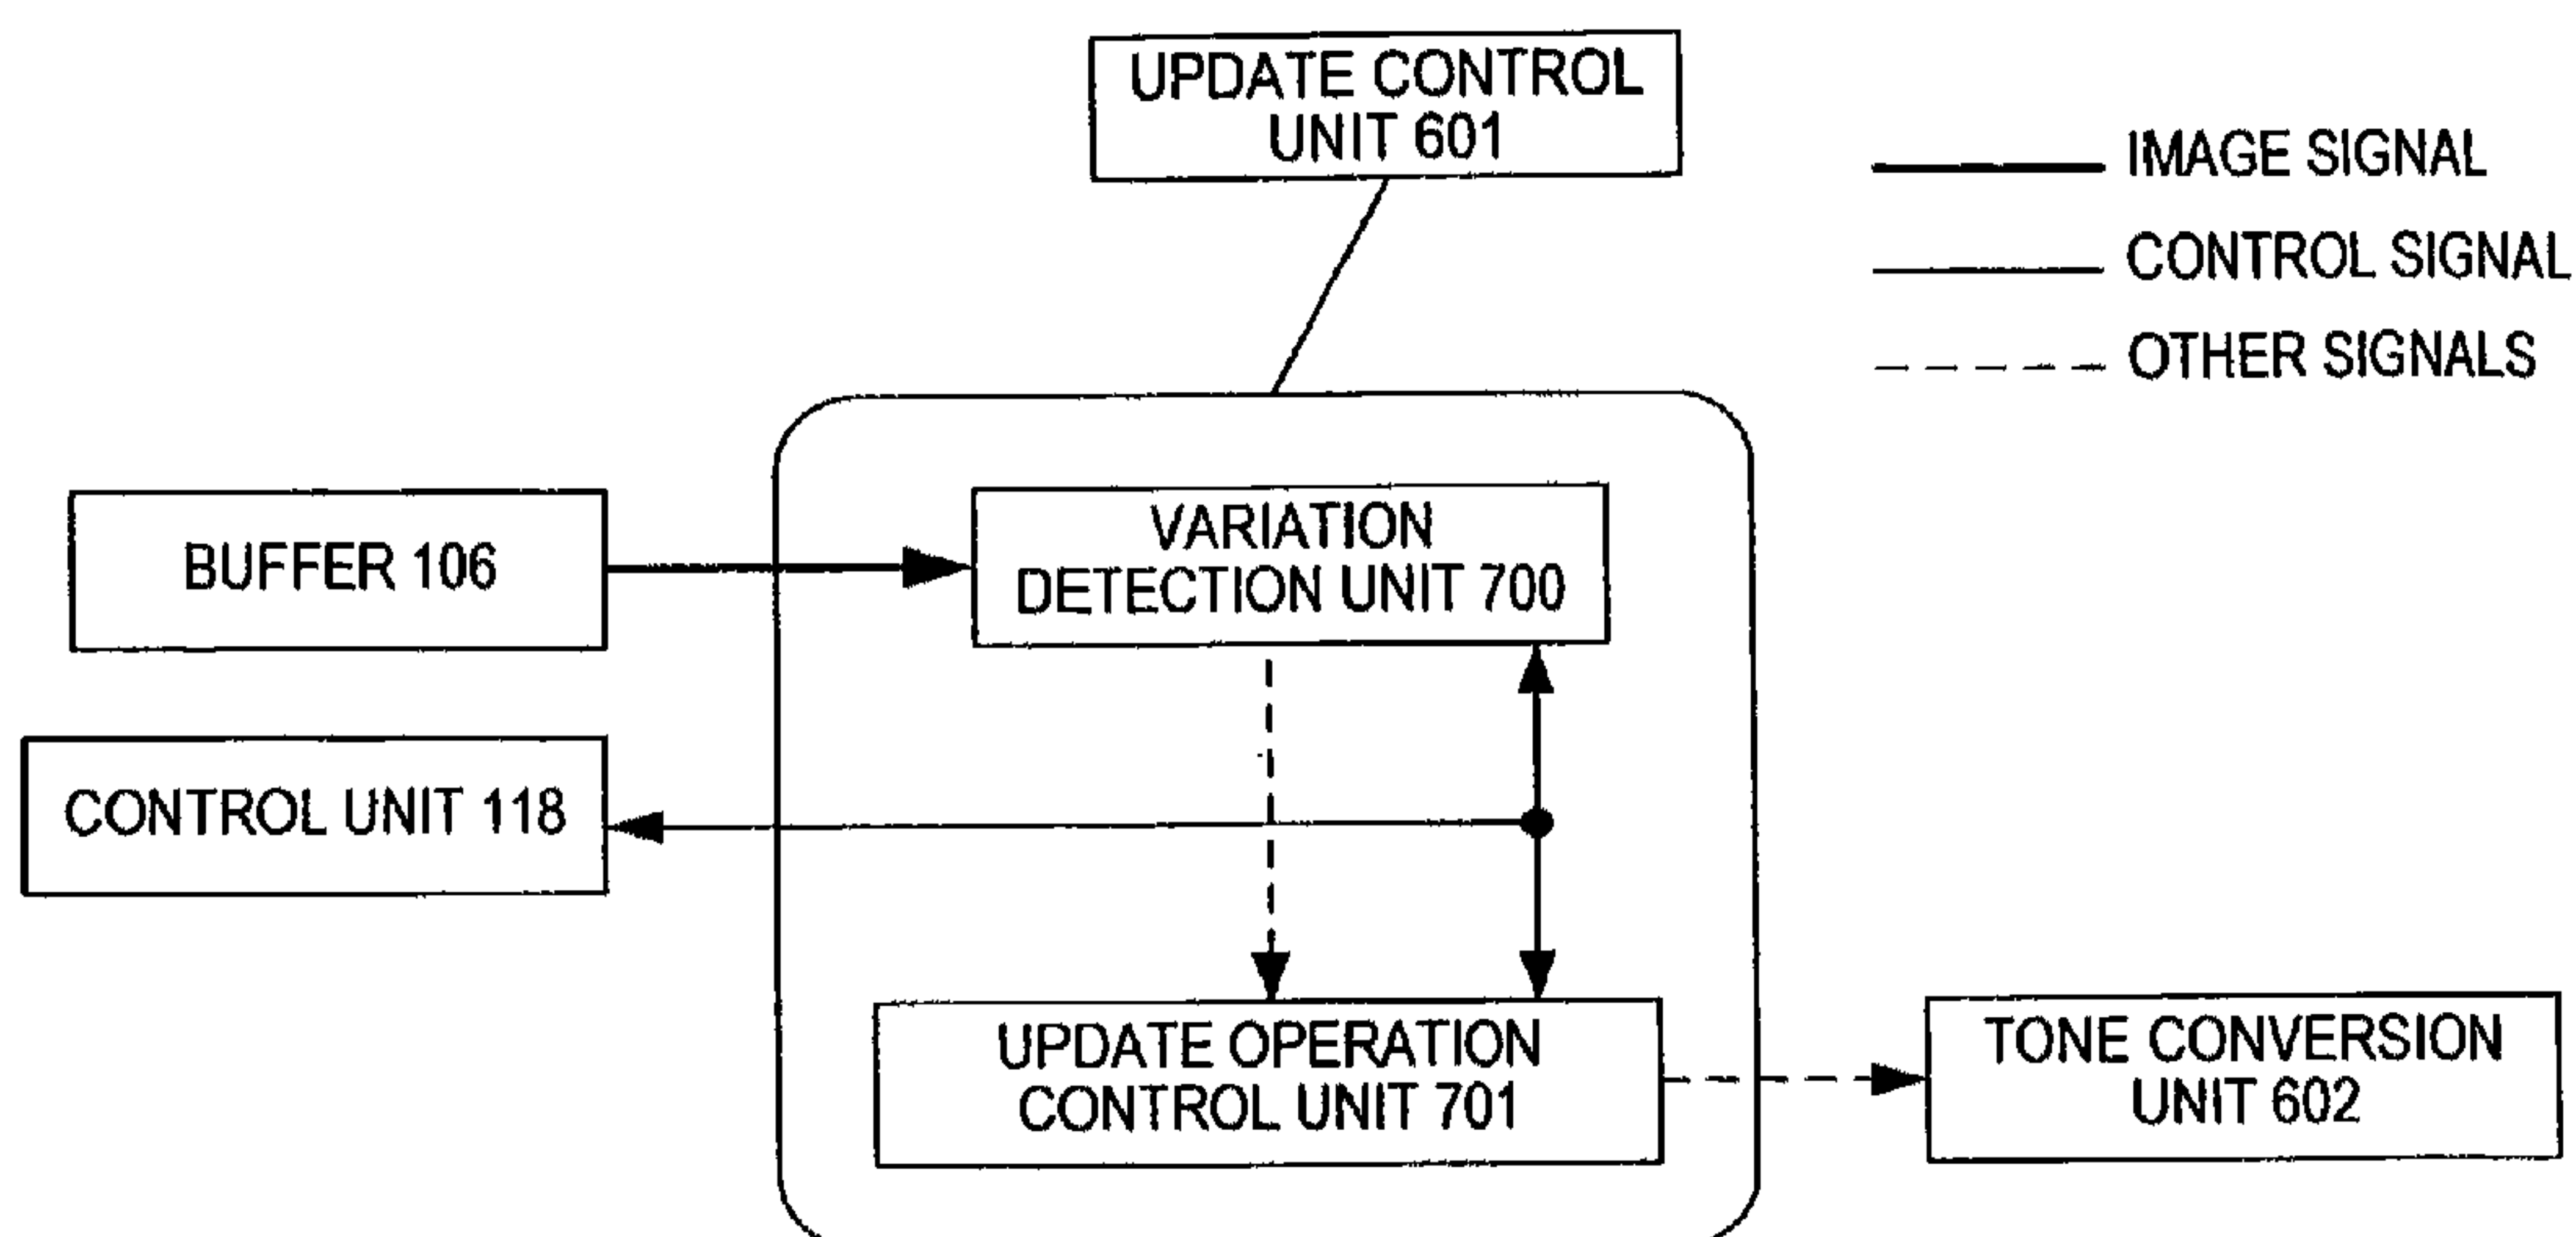 UPDATE CONTROL
UNIT 601
IMAGE SIGNAL
CONTROL SIGNAL
OTHER SIGNALS
VARIATION
DETECTION UNIT 700
BUFFER 106
CONTROL UNIT 118
UPDATE OPERATION
CONTROL UNIT 701
TONE CONVERSION
UNIT 602